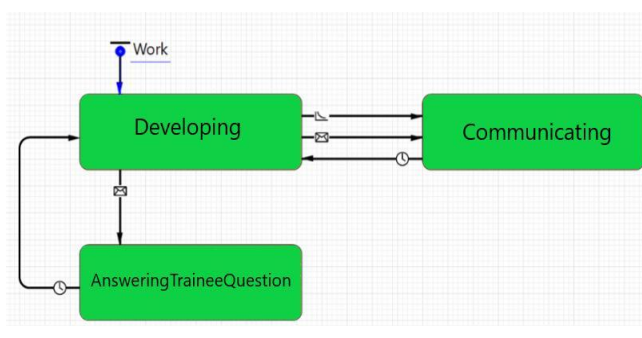 Work
Developing
Communicating
AnsweringTraineeQuestion